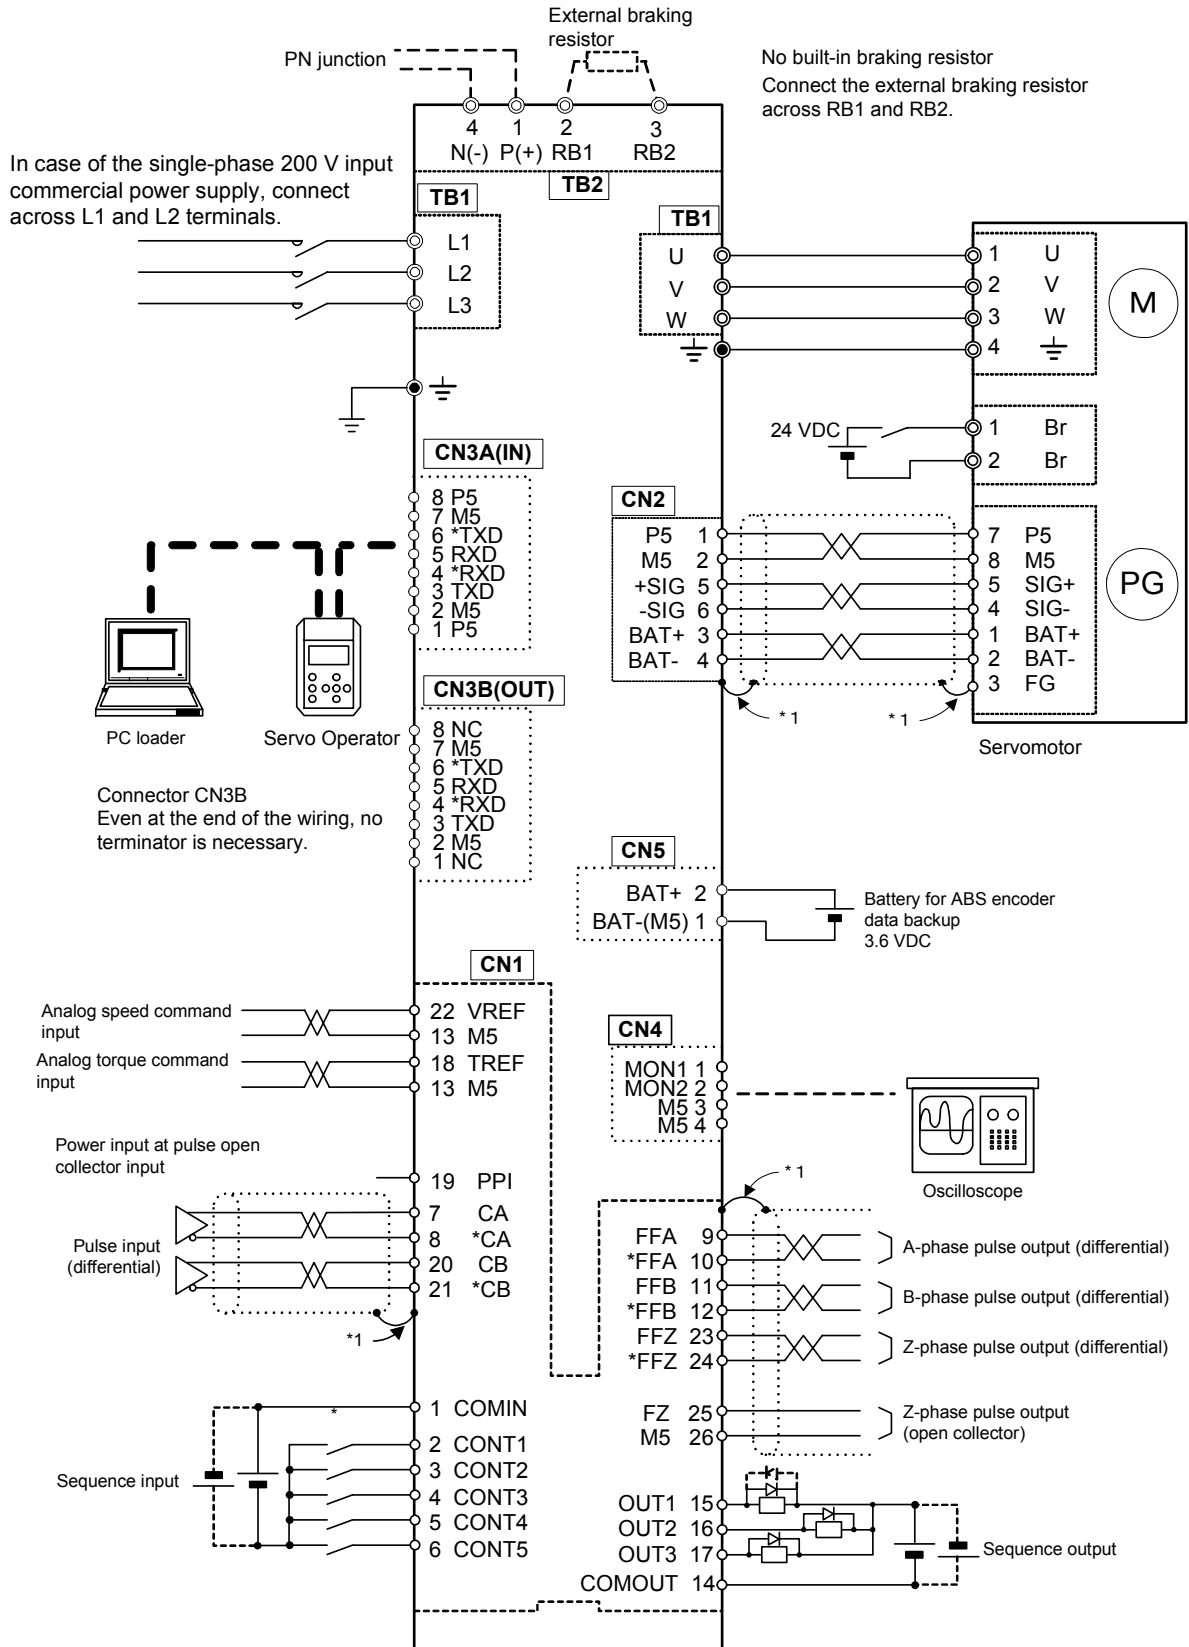 External braking
resistor
PN junction
No built-in braking resistor
Connect the external braking resistor
across RB1 and RB2.
4 1 2 3
N(-) P(+) RB1 RB2
TB2
In case of the single-phase 200 V input
commercial power supply, connect
across L1 and L2 terminals.
TB1
L1
L2
L3
TB1
U
V
W
1 U
2 V
3 W
4
M
24 VDC
1 Br
2 Br
CN3A(IN)
8 P5
7 M5
6 *TXD
5 RXD
4 *RXD
3 TXD
2 M5
1 P5
PC loader
Servo Operator
CN2
P5 1
M5 2
+SIG 5
-SIG 6
BAT+ 3
BAT- 4
7 P5
8 M5
5 SIG+
4 SIG-
1 BAT+
2 BAT-
3 FG
PG
* 1
* 1
Servomotor
CN3B(OUT)
8 NC
7 M5
6 *TXD
5 RXD
4 *RXD
3 TXD
2 M5
1 NC
Connector CN3B
Even at the end of the wiring, no
terminator is necessary.
CN5
BAT+ 2
BAT-(M5) 1
Battery for ABS encoder
data backup
3.6 VDC
CN1
Analog speed command
input
22 VREF
13 M5
Analog torque command
input
18 TREF
13 M5
CN4
MON1 1
MON2 2
M5 3
M5 4
Oscilloscope
Power input at pulse open
collector input
19 PPI
Pulse input
(differential)
7 CA
8 *CA
20 CB
21 *CB
*1
* 1
FFA 9
*FFA 10
FFB 11
*FFB 12
FFZ 23
*FFZ 24
A-phase pulse output (differential)
B-phase pulse output (differential)
Z-phase pulse output (differential)
FZ 25
M5 26
Z-phase pulse output
(open collector)
*
1 COMIN
2 CONT1
3 CONT2
4 CONT3
5 CONT4
6 CONT5
Sequence input
OUT1 15
OUT2 16
OUT3 17
COMOUT 14
Sequence output